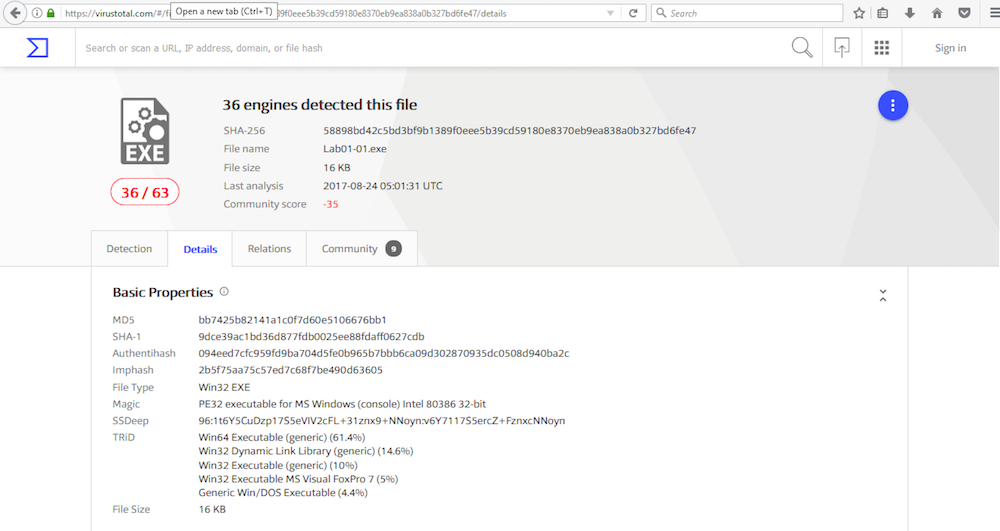 https://virustotal.com/#/f
Open a new tab (Ctrl+T)
89f0eee5b39cd59180e8370eb9ea838a0b327bd6fe47/details
Search
Search or scan a URL, IP address, domain, or file hash
Sign in
36 engines detected this file
SHA-256 58898bd42c5bd3bf9b1389f0eee5b39cd59180e8370eb9ea838a0b327bd6fe47
File name Lab01-01.exe
File size 16 KB
Last analysis 2017-08-24 05:01:31 UTC
Community score -35
EXE
36 / 63
Detection Details Relations Community 9
Basic Properties
MD5 bb7425b82141a1c0f7d60e5106676bb1
SHA-1 9dce39ac1bd36d877fdb0025ee88fdaff0627cdb
Authentihash 094eed7cfc959fd9ba704d5fe0b965b7bbb6ca09d302870935dc0508d940ba2c
Imphash 2b5f75aa75c57ed7c68f7be490d63605
File Type Win32 EXE
Magic PE32 executable for MS Windows (console) Intel 80386 32-bit
SSDeep 96:1t6Y5CuDzp17S5eVIV2cFL+31znx9+NNoyn:v6Y7117S5ercZ+FznxcNNoyn
TRiD Win64 Executable (generic) (61.4%)
Win32 Dynamic Link Library (generic) (14.6%)
Win32 Executable (generic) (10%)
Win32 Executable MS Visual FoxPro 7 (5%)
Generic Win/DOS Executable (4.4%)
File Size 16 KB